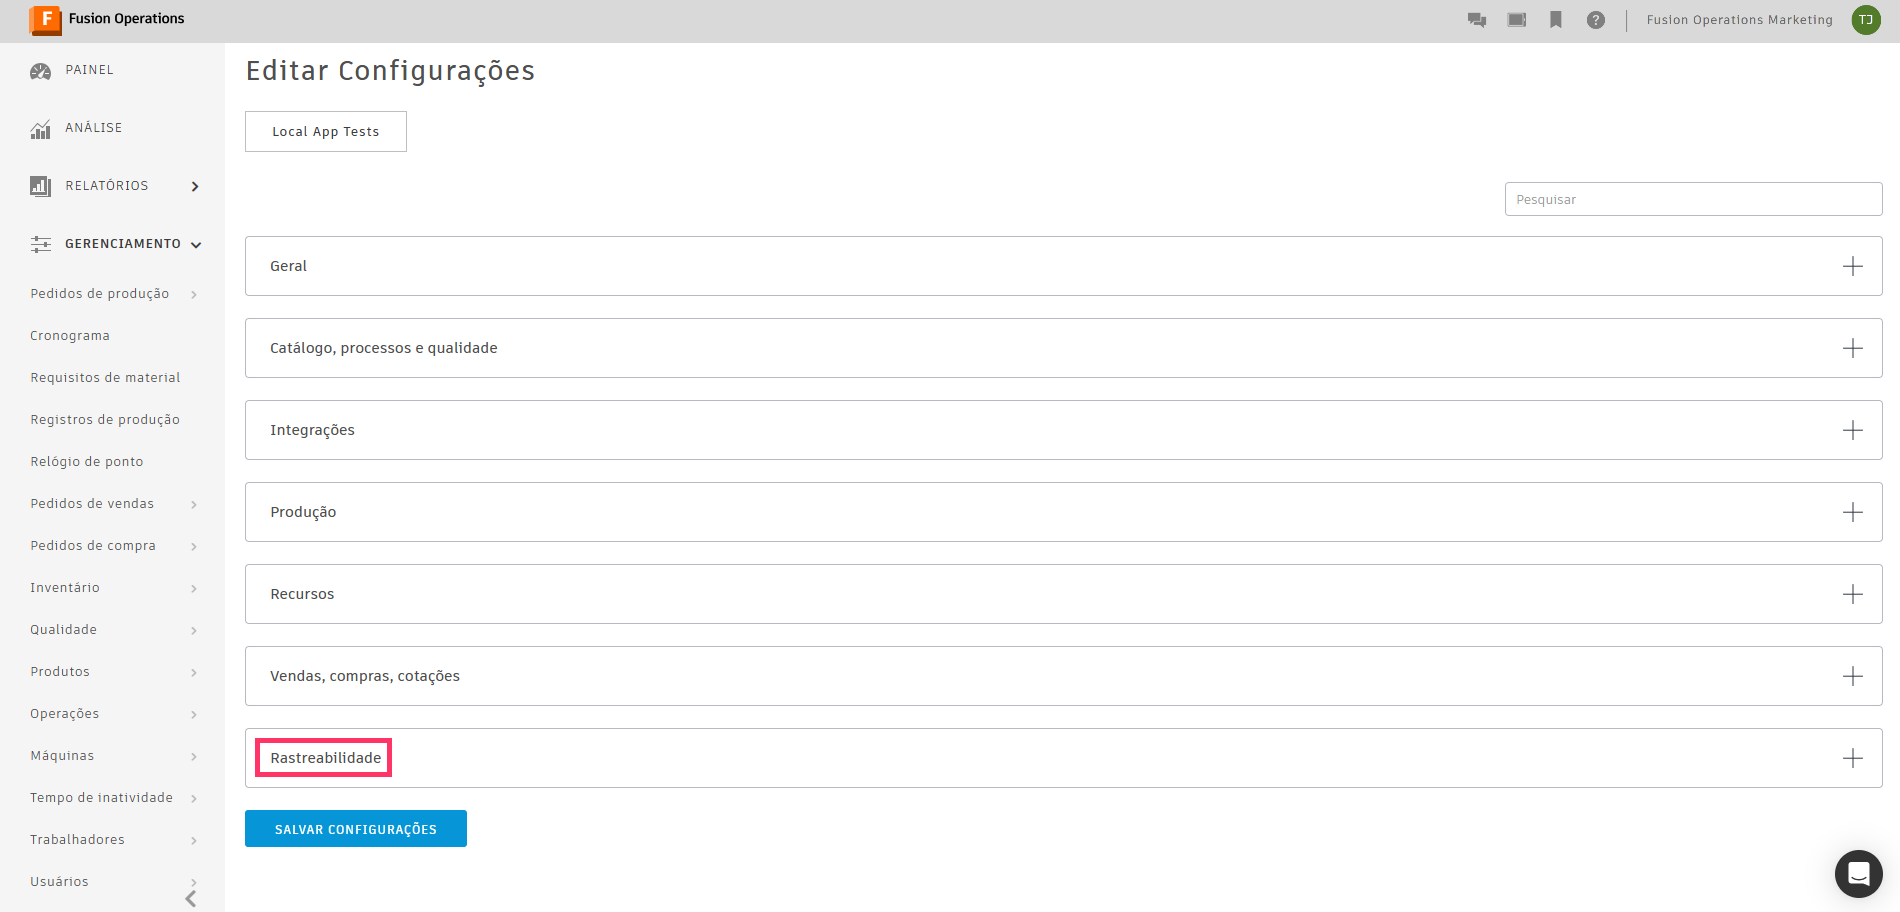 F Fusion Operations
? Fusion Operations Marketing TJ
PAINEL
ANÁLISE
RELATÓRIOS
GERENCIAMENTO
Pedidos de produção
Cronograma
Requisitos de material
Registros de produção
Relógio de ponto
Pedidos de vendas
Pedidos de compra
Inventário
Qualidade
Produtos
Operações
Máquinas
Tempo de inatividade
Trabalhadores
Usuários
Editar Configurações
Local App Tests
Pesquisar
Geral
Catálogo, processos e qualidade
Integrações
Produção
Recursos
Vendas, compras, cotações
Rastreabilidade
SALVAR CONFIGURAÇÕES